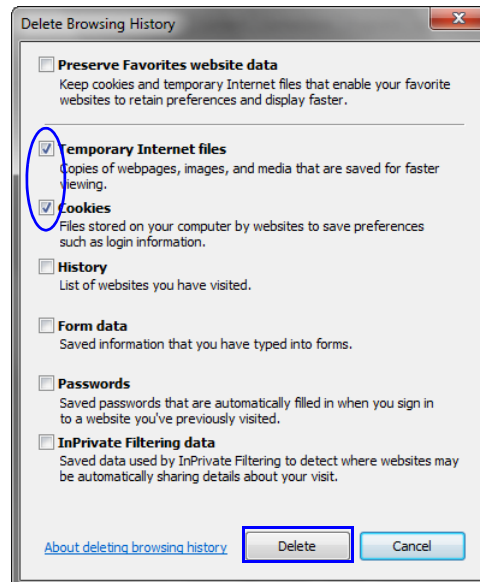 Delete Browsing History
Preserve Favorites website data
Keep cookies and temporary Internet files that enable your favorite
websites to retain preferences and display faster.
Temporary Internet files
Copies of webpages, images, and media that are saved for faster
viewing.
Cookies
Files stored on your computer by websites to save preferences
such as login information.
History
List of websites you have visited.
Form data
Saved information that you have typed into forms.
Passwords
Saved passwords that are automatically filled in when you sign in
to a website you've previously visited.
InPrivate Filtering data
Saved data used by InPrivate Filtering to detect where websites may
be automatically sharing details about your visit.
About deleting browsing history Delete Cancel